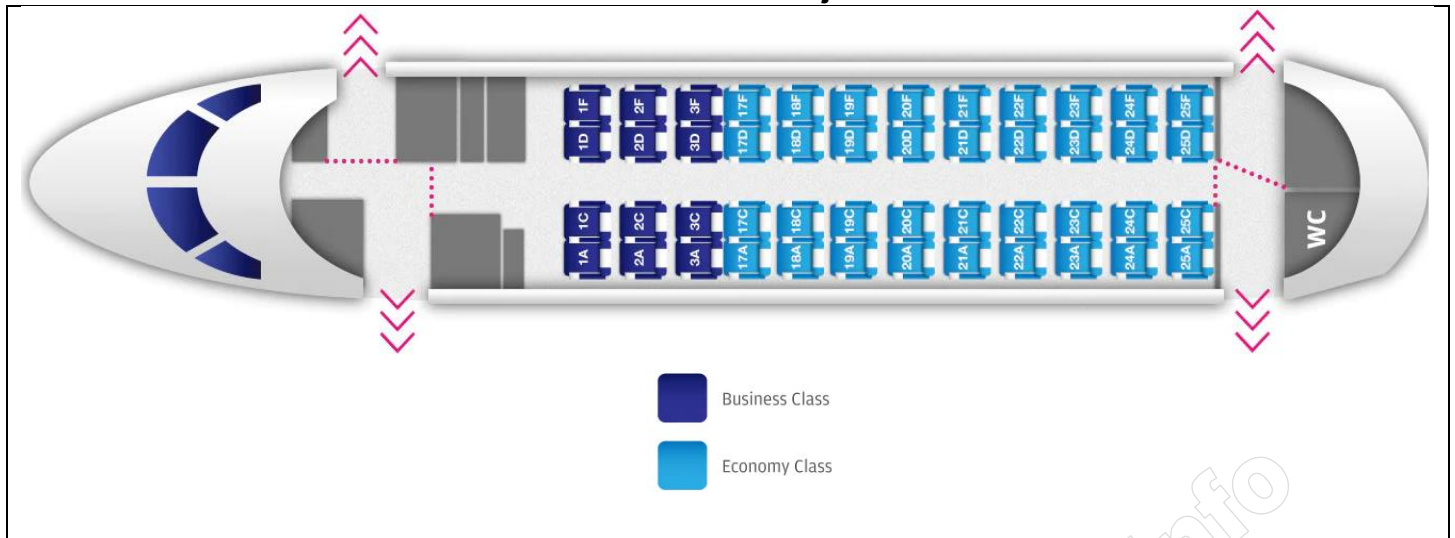 1F 2F 3F 17F 18F 19F 20F 21F 22F 23F 24F 25F
1D 2D 3D 17D 18D 19D 20D 21D 22D 23D 24D 25D
1C 2C 3C 17C 18C 19C 20C 21C 22C 23C 24C 25C
1A 2A 3A 17A 18A 19A 20A 21A 22A 23A 24A 25A
WC
Business Class
Economy Class